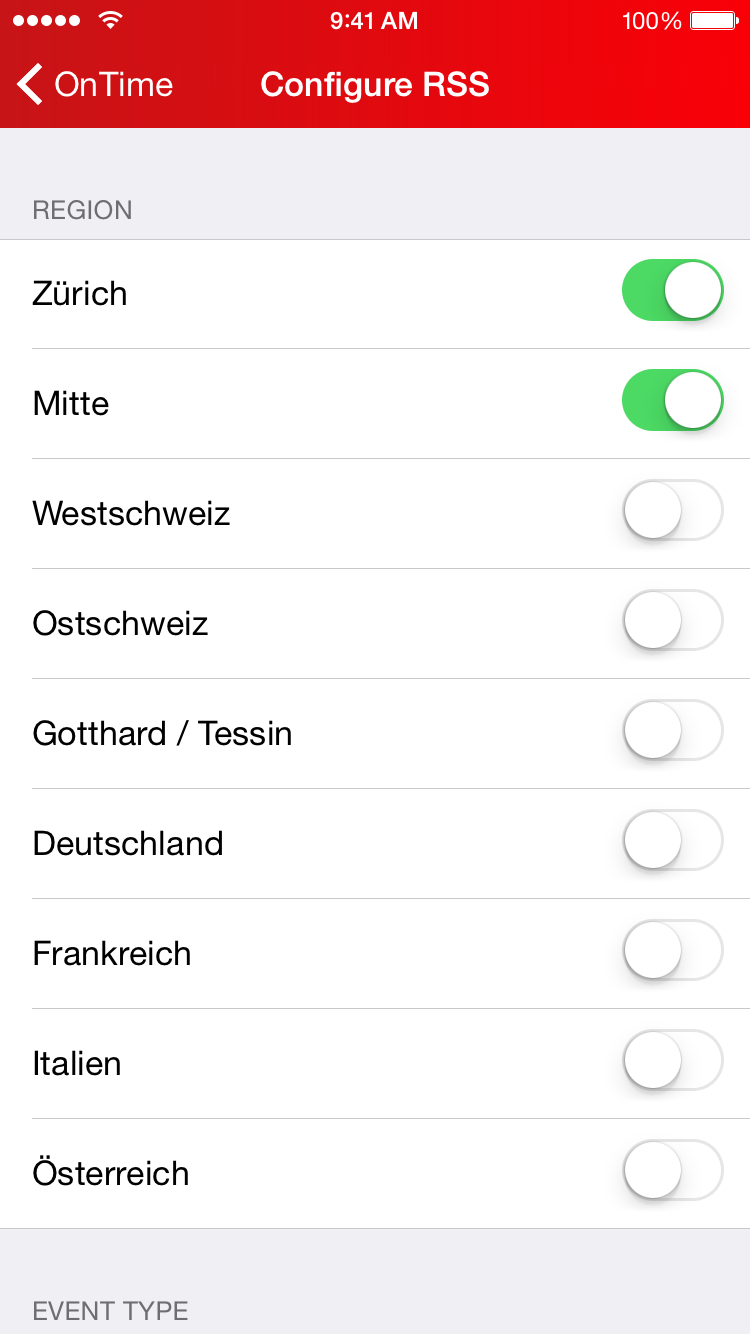 9:41 AM 100%
OnTime Configure RSS
REGION
Zürich
Mitte
Westschweiz
Ostschweiz
Gotthard / Tessin
Deutschland
Frankreich
Italien
Österreich
EVENT TYPE